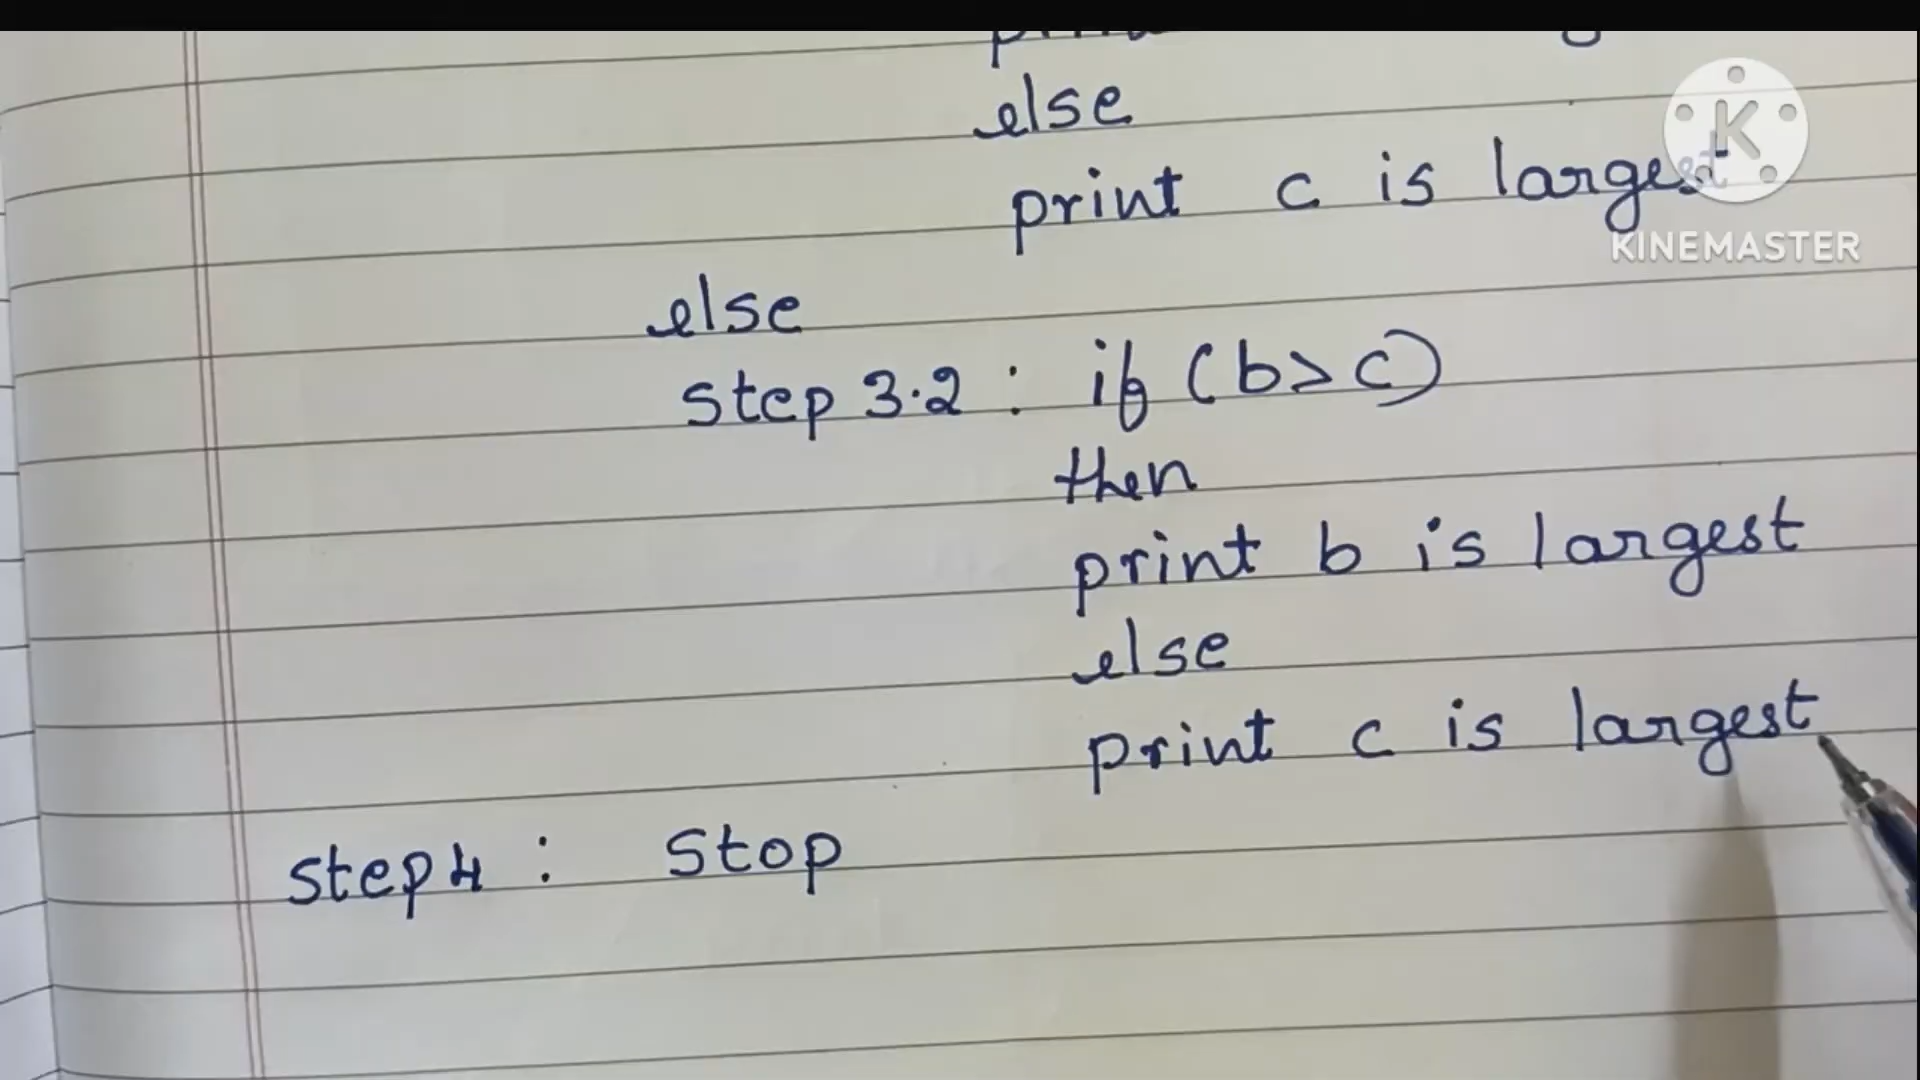 else
print c is largest
KINEMASTER
else
step 3.2 : if (b>c)
then
print b is largest
else
print c is largest
step4 : Stop